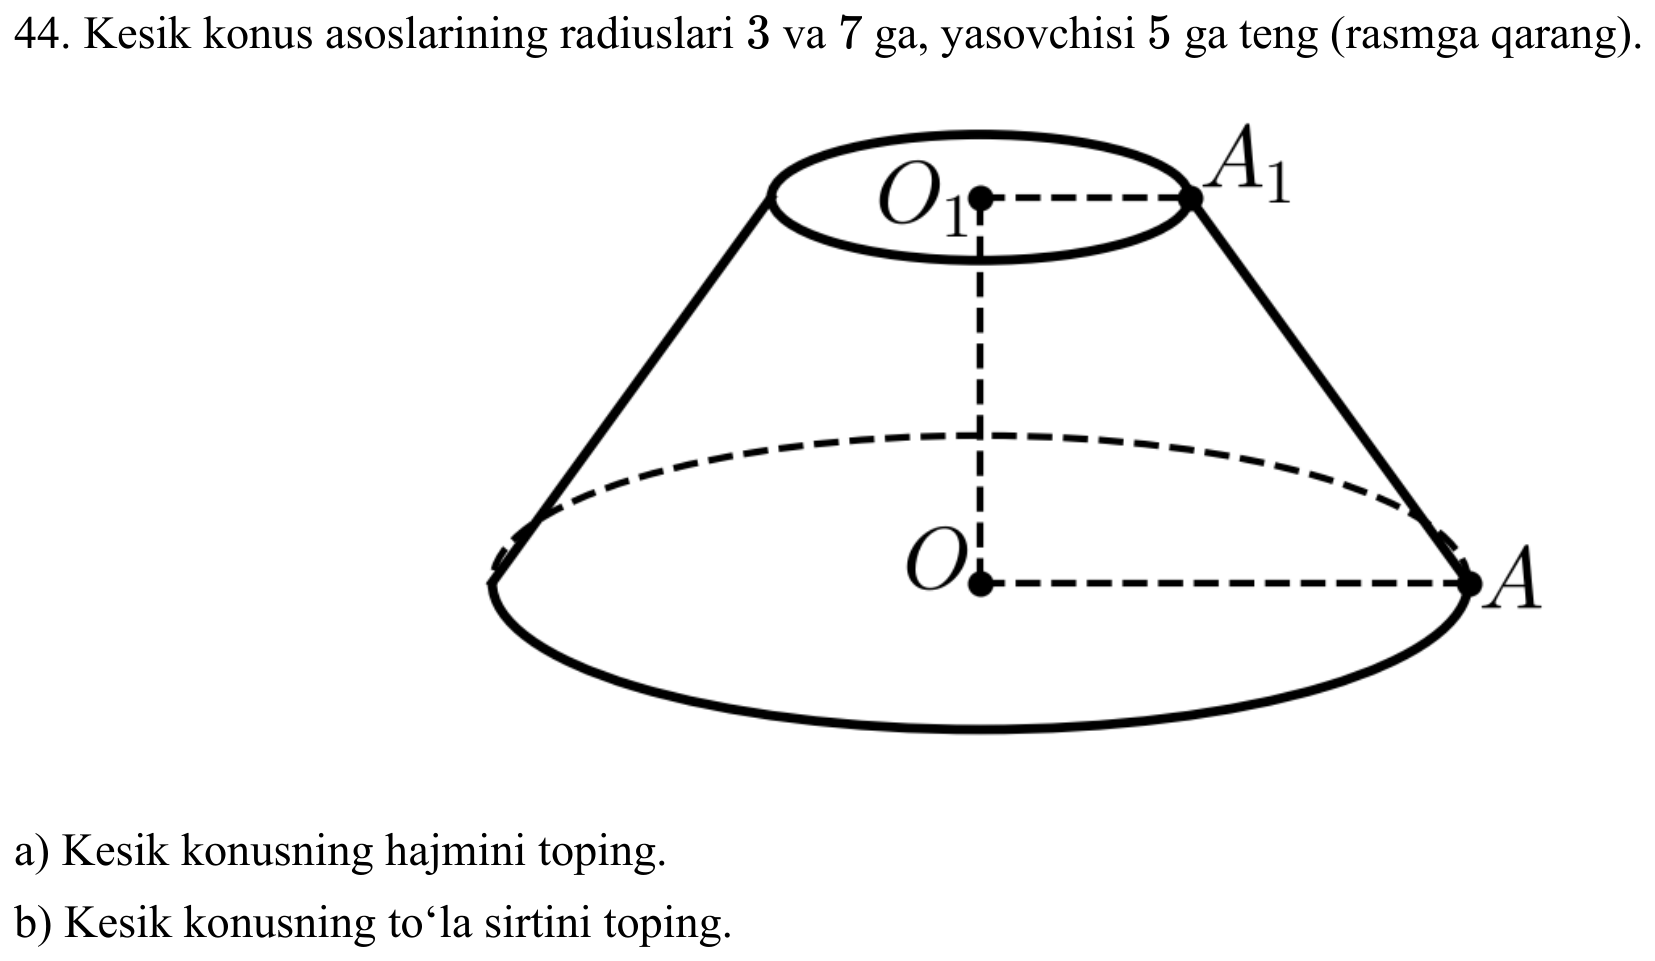 44. Kesik konus asoslarining radiuslari 3 va 7 ga, yasovchisi 5 ga teng (rasmga qarang).
O₁
A₁
O
A
a) Kesik konusning hajmini toping.
b) Kesik konusning to‘la sirtini toping.